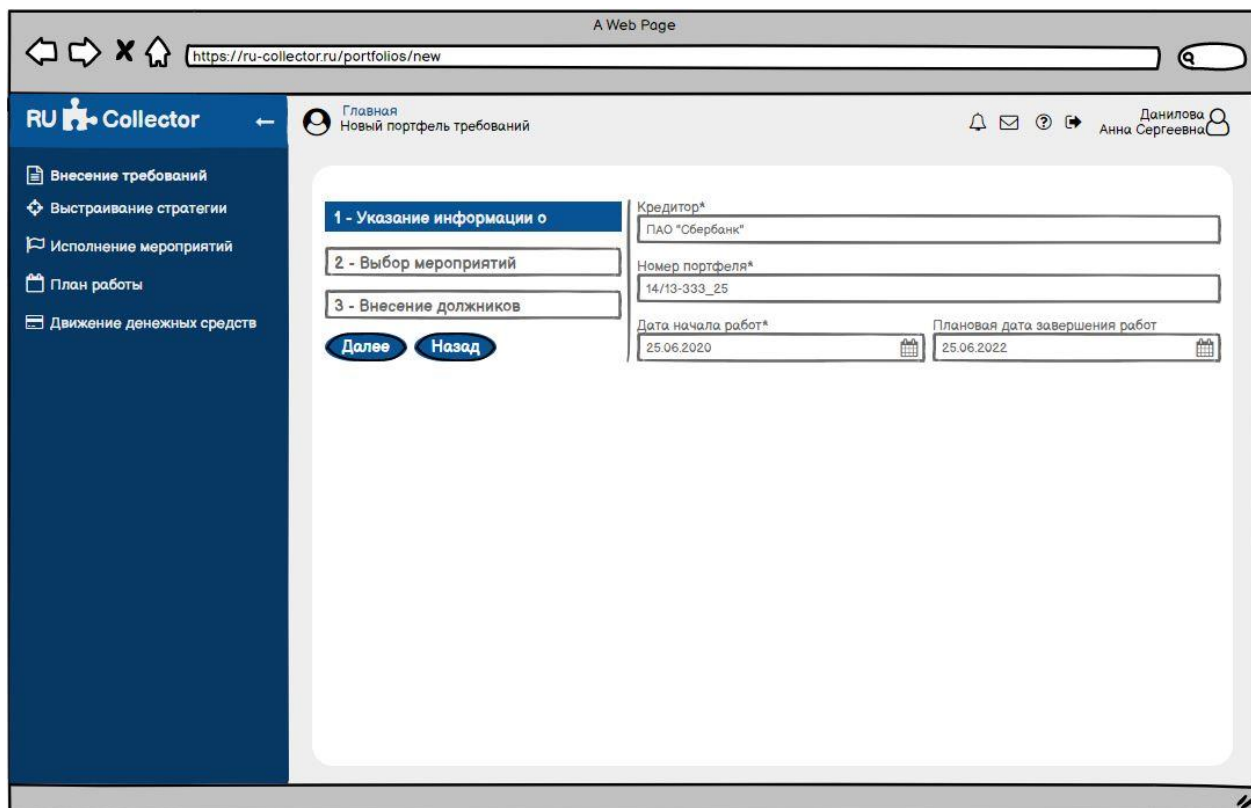 A Web Page
https://ru-collector.ru/portfolios/new
RU Collector
Главная
Новый портфель требований
Данилова
Анна Сергеевна
Внесение требований
Выстраивание стратегии
Исполнение мероприятий
План работы
Движение денежных средств
1 - Указание информации о
2 - Выбор мероприятий
3 - Внесение должников
Далее Назад
Кредитор*
ПАО "Сбербанк"
Номер портфеля*
14/13-333_25
Дата начала работ* Плановая дата завершения работ
25.06.2020 25.06.2022